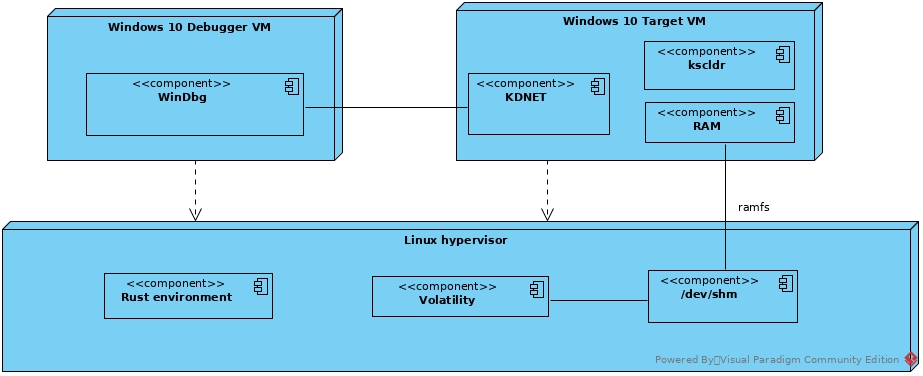 Windows 10 Debugger VM
<<component>>
WinDbg
Windows 10 Target VM
<<component>>
kscldr
<<component>>
KDNET
<<component>>
RAM
ramfs
Linux hypervisor
<<component>>
Rust environment
<<component>>
Volatility
<<component>>
/dev/shm
Powered By Visual Paradigm Community Edition